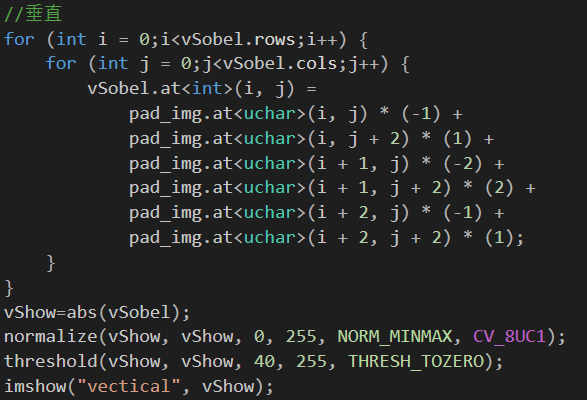 //垂直
for (int i = 0;i<vSobel.rows;i++) {
    for (int j = 0;j<vSobel.cols;j++) {
        vSobel.at<int>(i, j) =
            pad_img.at<uchar>(i, j) * (-1) +
            pad_img.at<uchar>(i, j + 2) * (1) +
            pad_img.at<uchar>(i + 1, j) * (-2) +
            pad_img.at<uchar>(i + 1, j + 2) * (2) +
            pad_img.at<uchar>(i + 2, j) * (-1) +
            pad_img.at<uchar>(i + 2, j + 2) * (1);
    }
}
vShow=abs(vSobel);
normalize(vShow, vShow, 0, 255, NORM_MINMAX, CV_8UC1);
threshold(vShow, vShow, 40, 255, THRESH_TOZERO);
imshow("vectical", vShow);